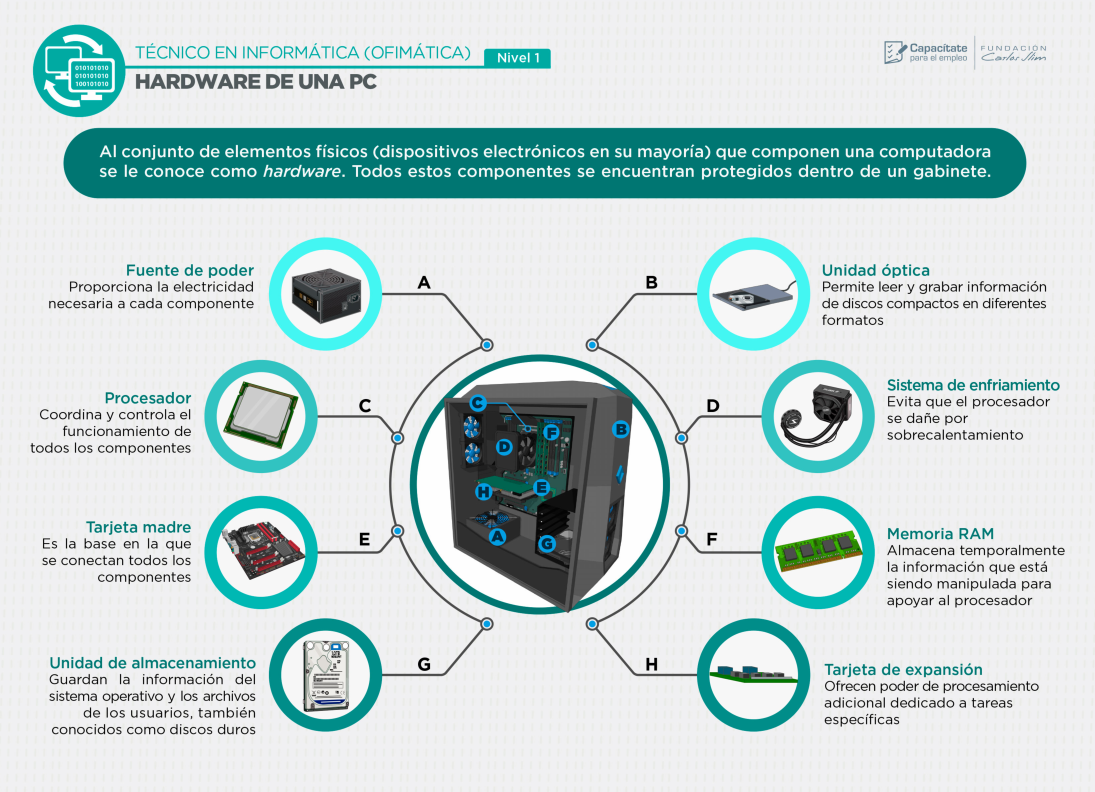 TÉCNICO EN INFORMÁTICA (OFIMÁTICA)
Nivel 1
HARDWARE DE UNA PC
010101010
010101010
100101010
Capacítate
para el empleo
FUNDACIÓN
Carlos Slim
Al conjunto de elementos físicos (dispositivos electrónicos en su mayoría) que componen una computadora
se le conoce como hardware. Todos estos componentes se encuentran protegidos dentro de un gabinete.
Fuente de poder
Proporciona la electricidad
necesaria a cada componente
A
B
Unidad óptica
Permite leer y grabar información
de discos compactos en diferentes
formatos
Procesador
Coordina y controla el
funcionamiento de
todos los componentes
C
D
Sistema de enfriamiento
Evita que el procesador
se dañe por
sobrecalentamiento
C
B
F
D
H
E
A
G
Tarjeta madre
Es la base en la que
se conectan todos los
componentes
E
F
Memoria RAM
Almacena temporalmente
la información que está
siendo manipulada para
apoyar al procesador
Unidad de almacenamiento
Guardan la información del
sistema operativo y los archivos
de los usuarios, también
conocidos como discos duros
G
H
Tarjeta de expansión
Ofrecen poder de procesamiento
adicional dedicado a tareas
específicas